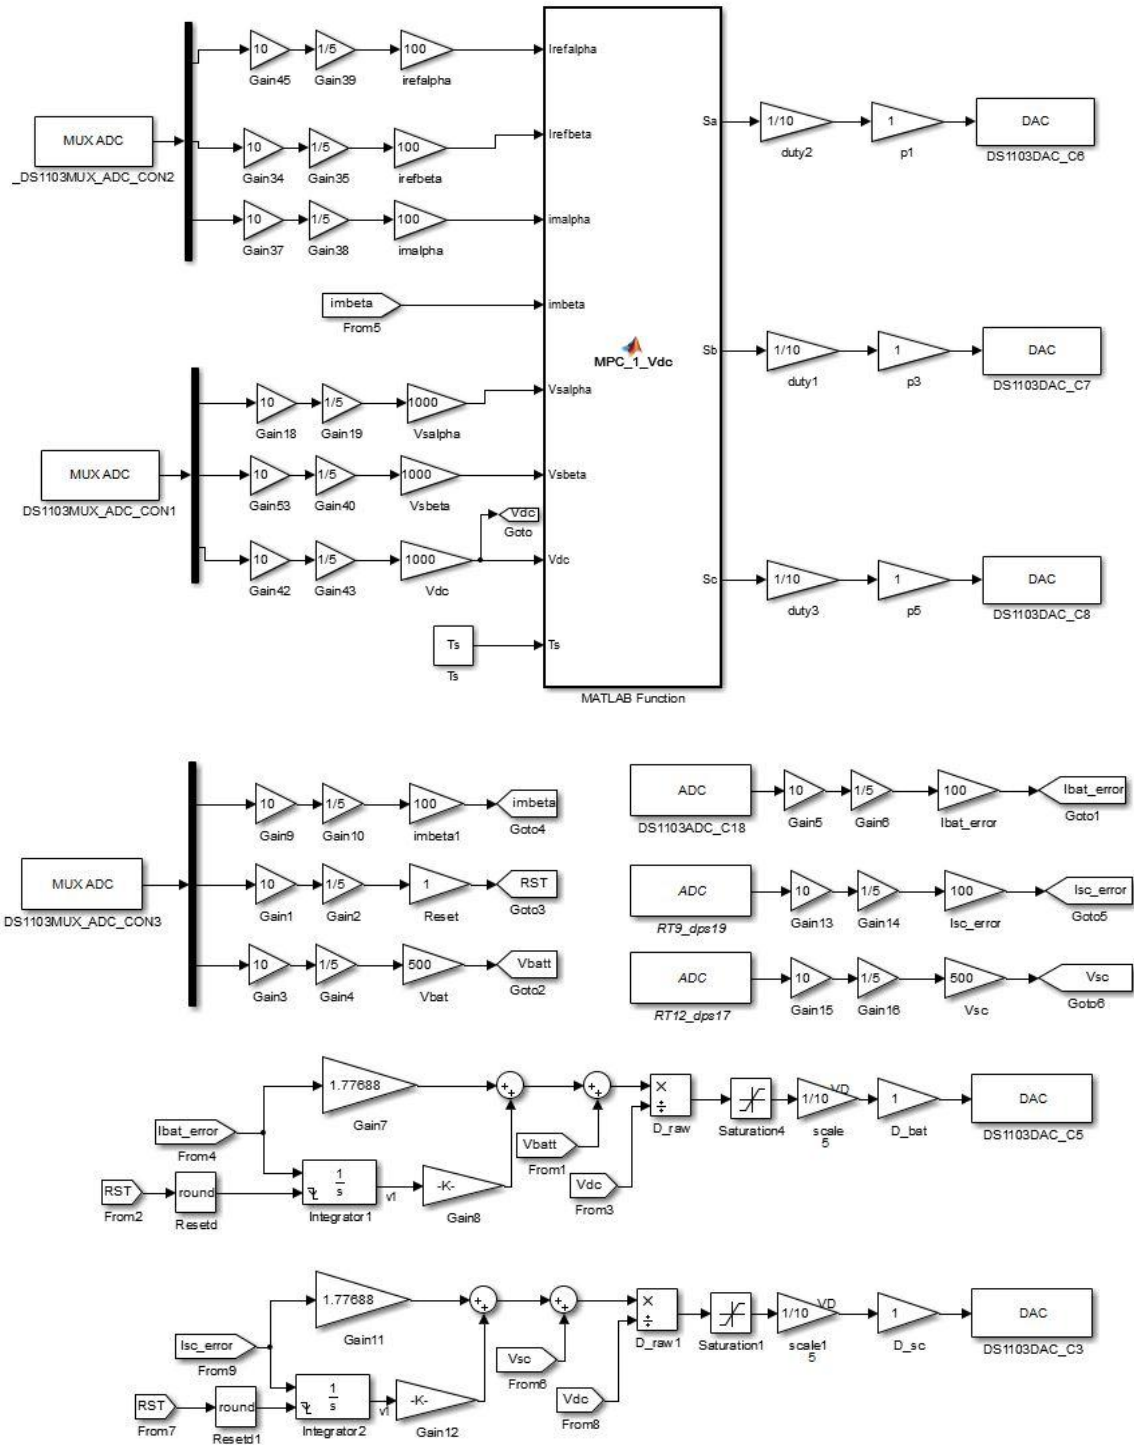 10
1/5
100
Irefalpha
Gain45
Gain39
irefalpha
MUX ADC
_DS1103MUX_ADC_CON2
10
1/5
100
Irefbeta
Gain34
Gain35
irefbeta
10
1/5
100
imalpha
Gain37
Gain38
imalpha
imbeta
From5
imbeta
MPC_1_Vdc
MUX ADC
DS1103MUX_ADC_CON1
10
1/5
1000
Vsalpha
Gain18
Gain19
Vsalpha
10
1/5
1000
Vsbeta
Gain53
Gain40
Vsbeta
Vdc
Goto
10
1/5
1000
Vdc
Gain42
Gain43
Vdc
Ts
Ts
Ts
MATLAB Function
Sa
1/10
1
DAC
duty2
p1
DS1103DAC_C6
Sb
1/10
1
DAC
duty1
p3
DS1103DAC_C7
Sc
1/10
1
DAC
duty3
p5
DS1103DAC_C8
MUX ADC
DS1103MUX_ADC_CON3
10
1/5
100
imbeta
Gain9
Gain10
imbeta1
Goto4
10
1/5
1
RST
Gain1
Gain2
Reset
Goto3
10
1/5
500
Vbatt
Gain3
Gain4
Vbat
Goto2
ADC
10
1/5
100
Ibat_error
DS1103ADC_C18
Gain5
Gain6
Ibat_error
Goto1
ADC
10
1/5
100
Isc_error
RT9_dps19
Gain13
Gain14
Isc_error
Goto5
ADC
10
1/5
500
Vsc
RT12_dps17
Gain15
Gain16
Vsc
Goto6
1.77688
Gain7
Ibat_error
From4
RST
From2
round
Resetd
1
s
Integrator1
vI
-K-
Gain8
+
+
+
+
Vbatt
From1
Vdc
From3
×
÷
D_raw
Saturation4
1/10
VD
scale
5
1
D_bat
DAC
DS1103DAC_C5
1.77688
Gain11
Isc_error
From9
RST
From7
round
Resetd1
1
s
Integrator2
vI
-K-
Gain12
+
+
+
+
Vsc
From6
Vdc
From8
×
÷
D_raw1
Saturation1
1/10
VD
scale1
5
1
D_sc
DAC
DS1103DAC_C3